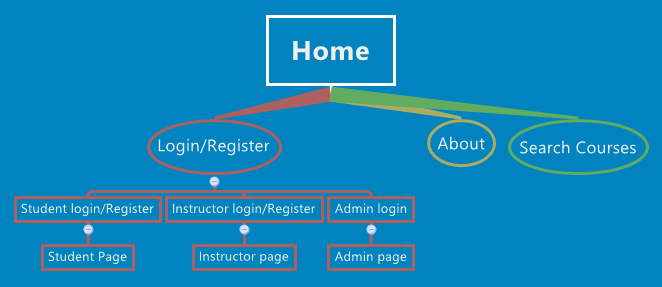 Home
Login/Register
About
Search Courses
Student login/Register
Instructor login/Register
Admin login
Student Page
Instructor page
Admin page